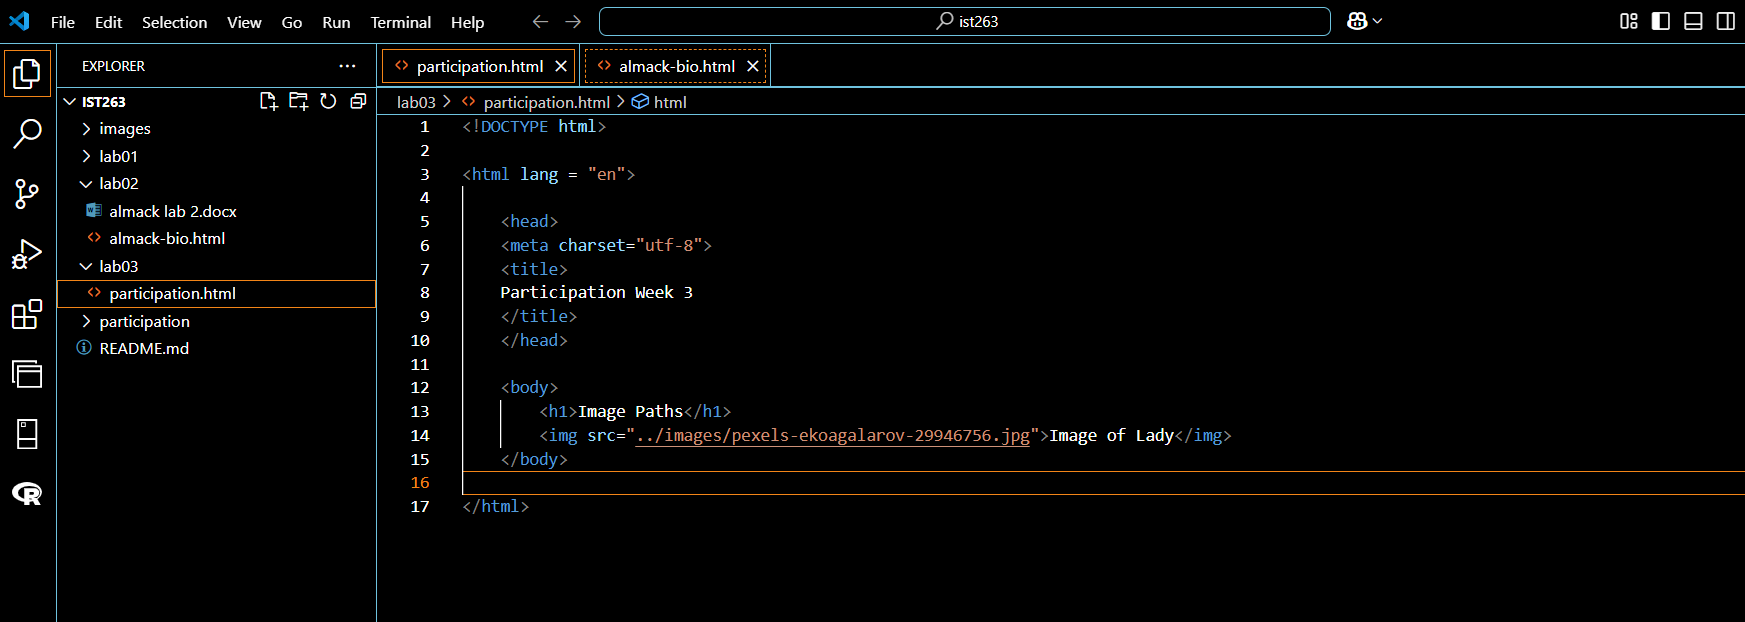 File Edit Selection View Go Run Terminal Help
ist263
EXPLORER
IST263
images
lab01
lab02
almack lab 2.docx
almack-bio.html
lab03
participation.html
participation
README.md
participation.html
almack-bio.html
lab03 > participation.html > html
1 <!DOCTYPE html>
2
3 <html lang = "en">
4
5 <head>
6 <meta charset="utf-8">
7 <title>
8 Participation Week 3
9 </title>
10 </head>
11
12 <body>
13 <h1>Image Paths</h1>
14 <img src="../images/pexels-ekoagalarov-29946756.jpg">Image of Lady</img>
15 </body>
16
17 </html>